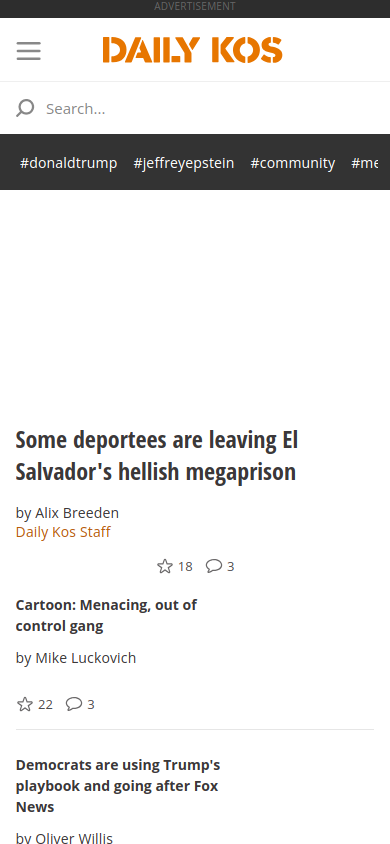 ADVERTISEMENT
DAILY KOS
Search...
#donaldtrump #jeffreyepstein #community #me
Some deportees are leaving El
Salvador's hellish megaprison
by Alix Breeden
Daily Kos Staff
18 3
Cartoon: Menacing, out of
control gang
by Mike Luckovich
22 3
Democrats are using Trump's
playbook and going after Fox
News
by Oliver Willis